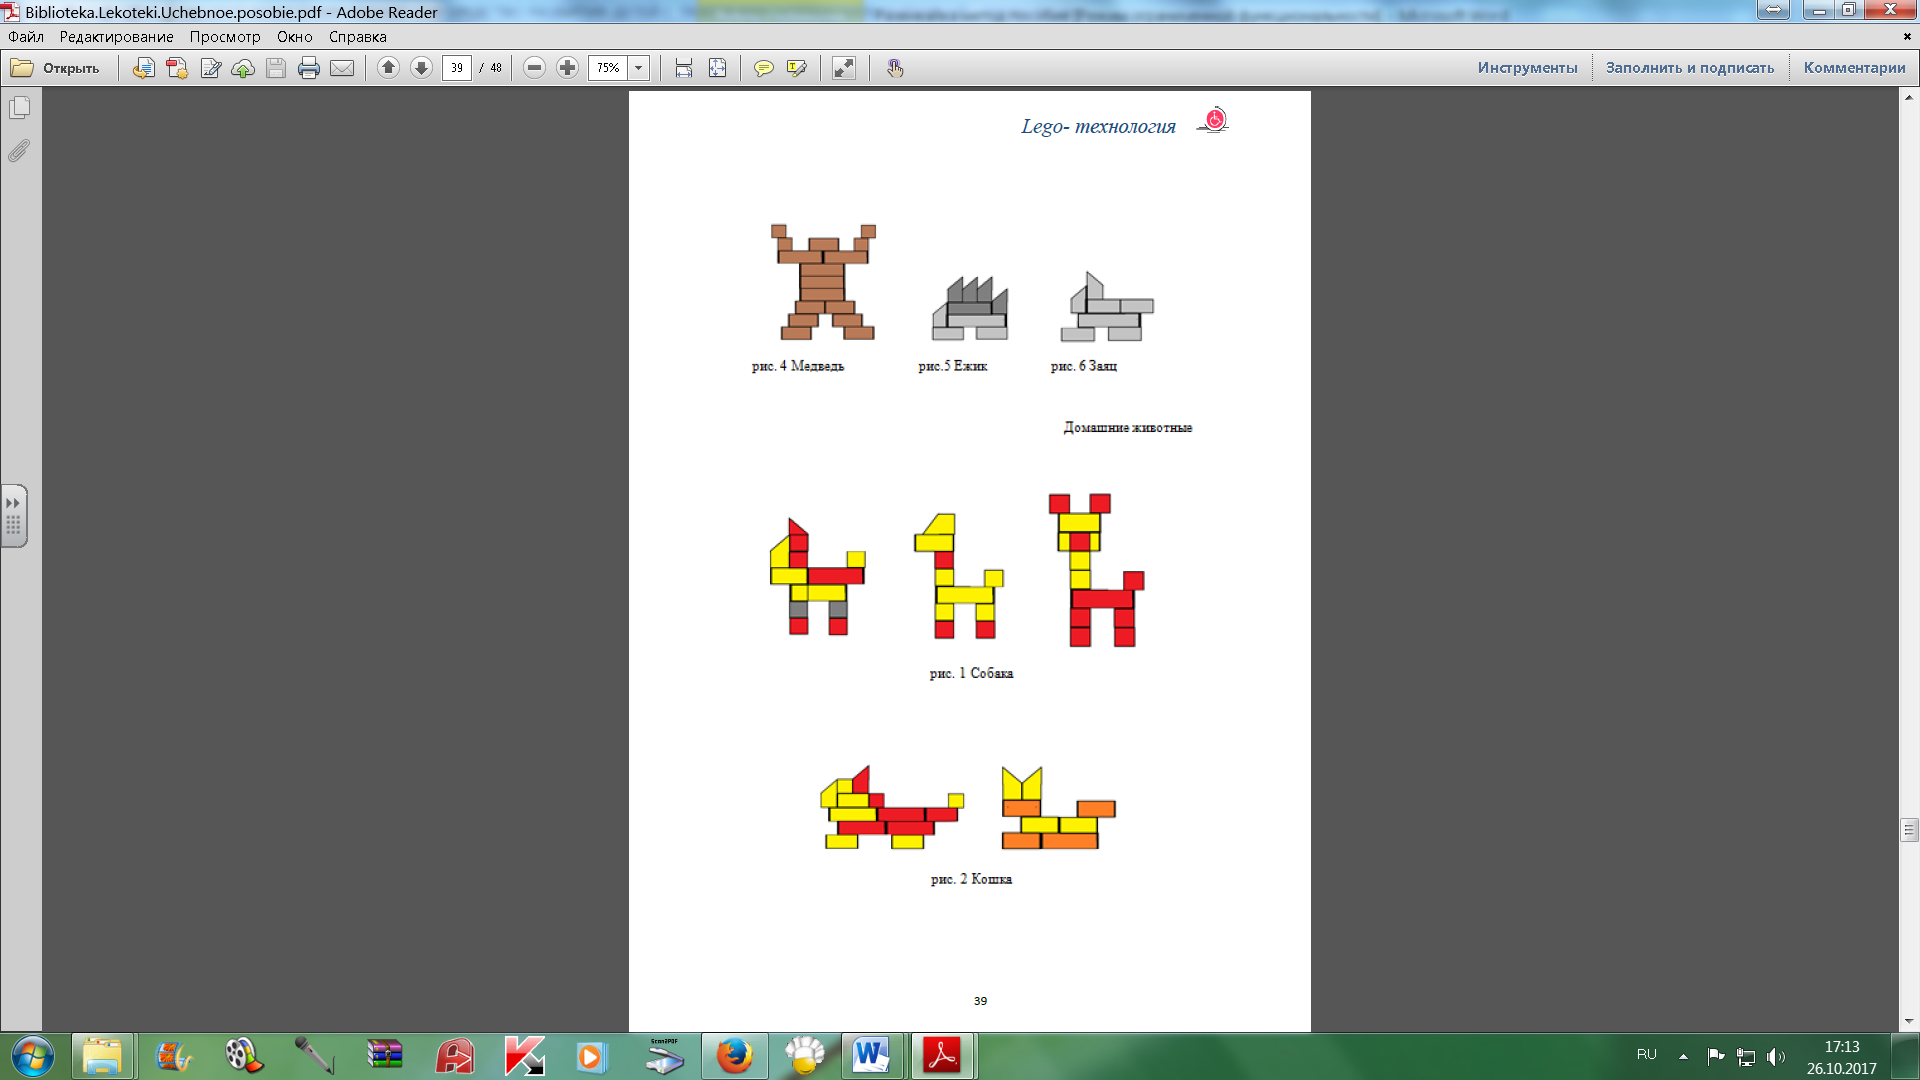 Biblioteka.Lekoteki.Uchebnoe.posobie.pdf - Adobe Reader
Файл Редактирование Просмотр Окно Справка
Открыть 39 / 48 75% Инструменты Заполнить и подписать Комментарии
Lego- технология
рис. 4 Медведь рис.5 Ежик рис. 6 Заяц
Домашние животные
рис. 1 Собака
рис. 2 Кошка
39
Scan2PDF
RU 17:13
26.10.2017